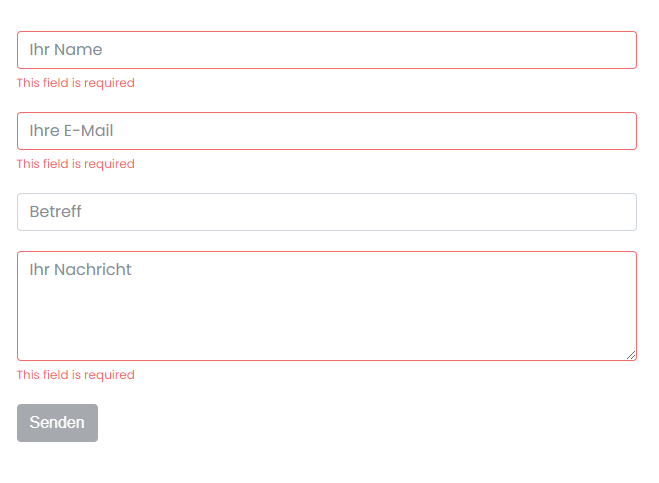 Ihr Name
This field is required
Ihre E-Mail
This field is required
Betreff
Ihr Nachricht
This field is required
Senden